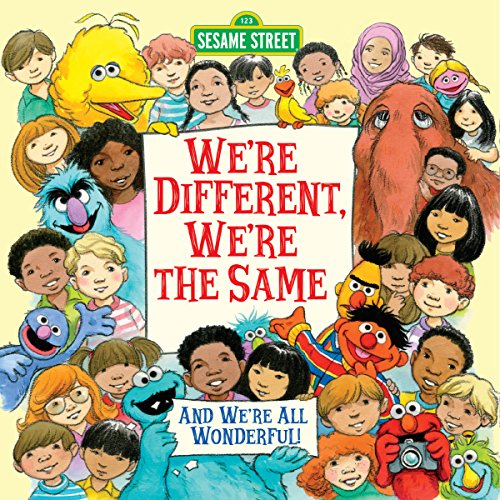 123
SESAME STREET
WE'RE
DIFFERENT,
WE'RE
THE SAME
AND WE'RE ALL
WONDERFUL!